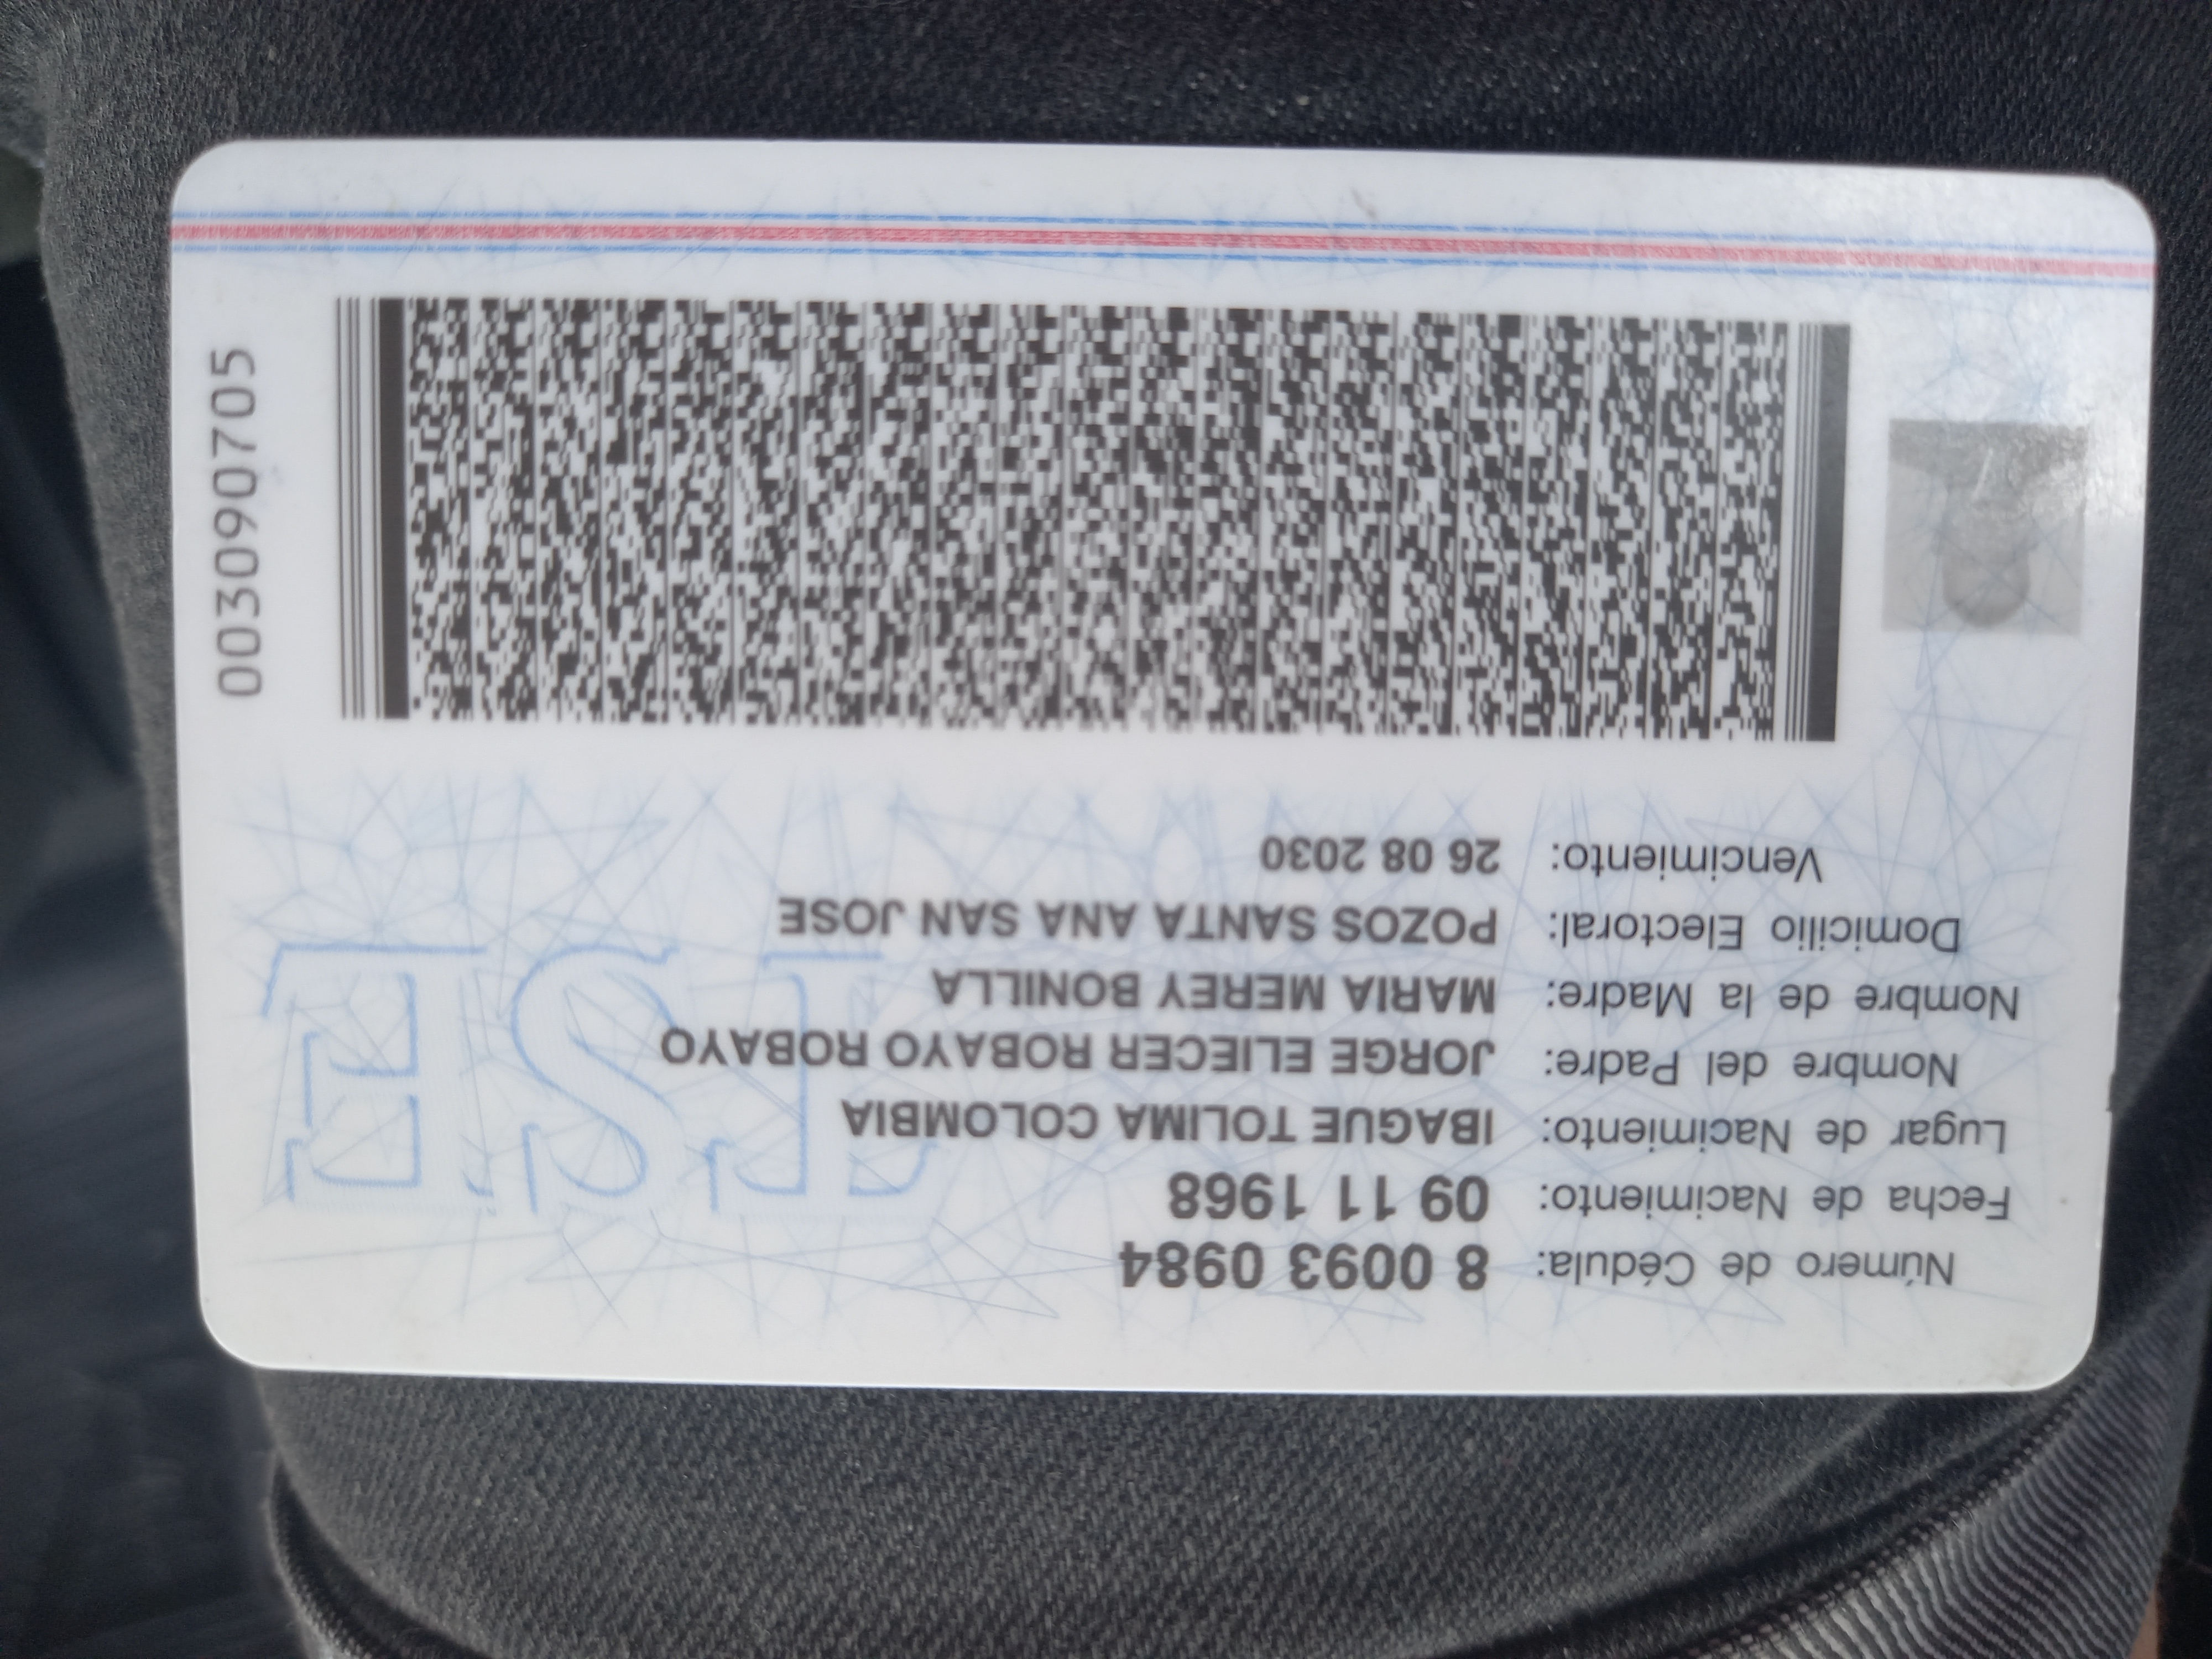 Número de Cédula: 8 0093 0984
Fecha de Nacimiento: 09 11 1968
Lugar de Nacimiento: IBAGUE TOLIMA COLOMBIA
Nombre del Padre: JORGE ELIECER ROBAYO ROBAYO
Nombre de la Madre: MARIA MEREY BONILLA
Domicilio Electoral: POZOS SANTA ANA SAN JOSE
Vencimiento: 26 08 2030
TSE
0030907​05